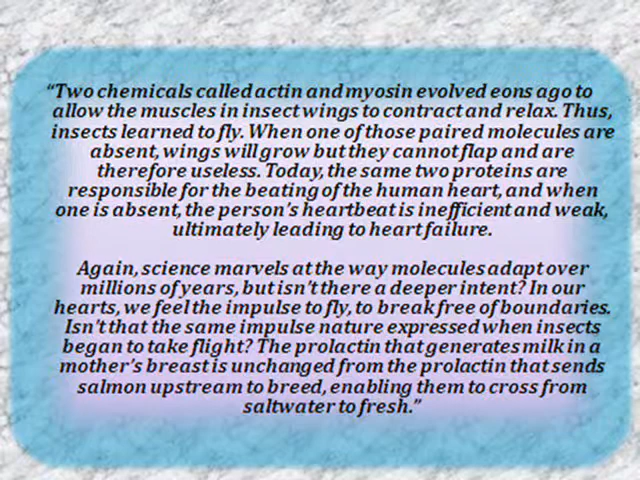 “Two chemicals called actin and myosin evolved eons ago to
allow the muscles in insect wings to contract and relax. Thus,
insects learned to fly. When one of those paired molecules are
absent, wings will grow but they cannot flap and are
therefore useless. Today, the same two proteins are
responsible for the beating of the human heart, and when
one is absent, the person’s heartbeat is inefficient and weak,
ultimately leading to heart failure.
Again, science marvels at the way molecules adapt over
millions of years, but isn’t there a deeper intent? In our
hearts, we feel the impulse to fly, to break free of boundaries.
Isn’t that the same impulse nature expressed when insects
began to take flight? The prolactin that generates milk in a
mother’s breast is unchanged from the prolactin that sends
salmon upstream to breed, enabling them to cross from
saltwater to fresh.”